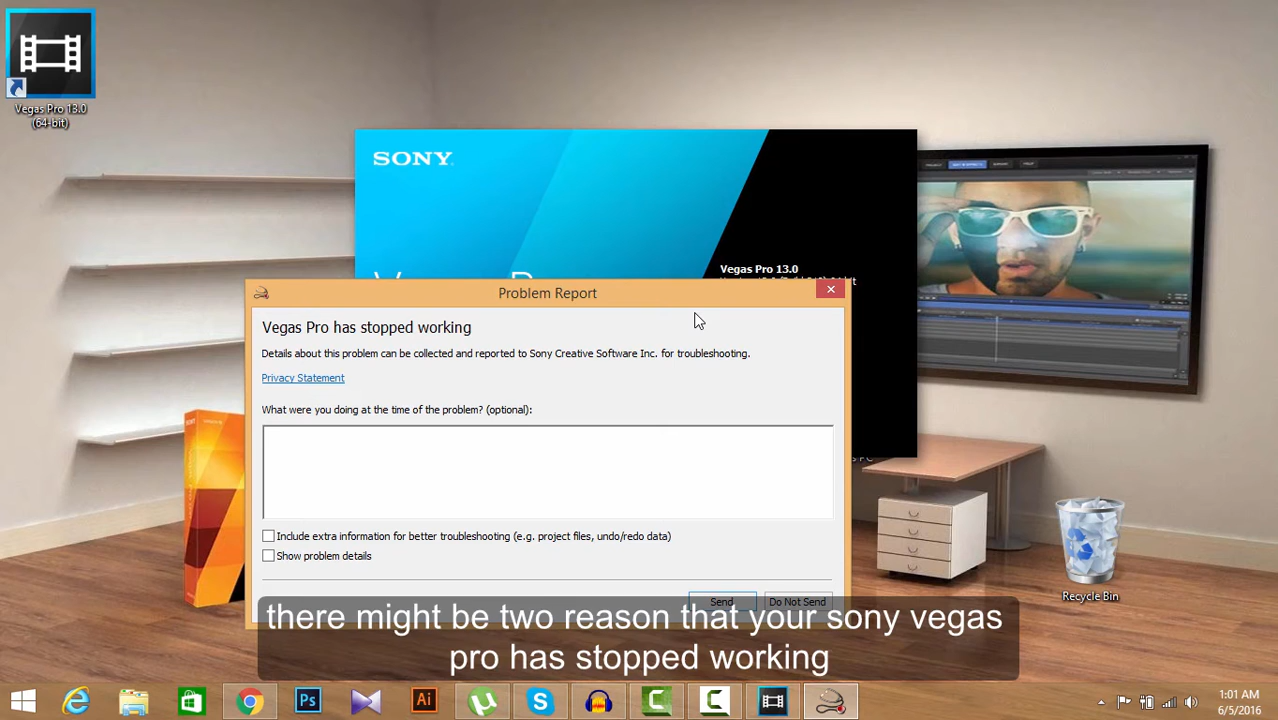 Vegas Pro 13.0
(64-bit)
SONY
Vegas Pro 13.0
Problem Report
Vegas Pro has stopped working
Details about this problem can be collected and reported to Sony Creative Software Inc. for troubleshooting.
Privacy Statement
What were you doing at the time of the problem? (optional):
Include extra information for better troubleshooting (e.g. project files, undo/redo data)
Show problem details
Send
Do Not Send
there might be two reason that your sony vegas
pro has stopped working
Recycle Bin
Ps
Ai
1:01 AM
6/5/2016